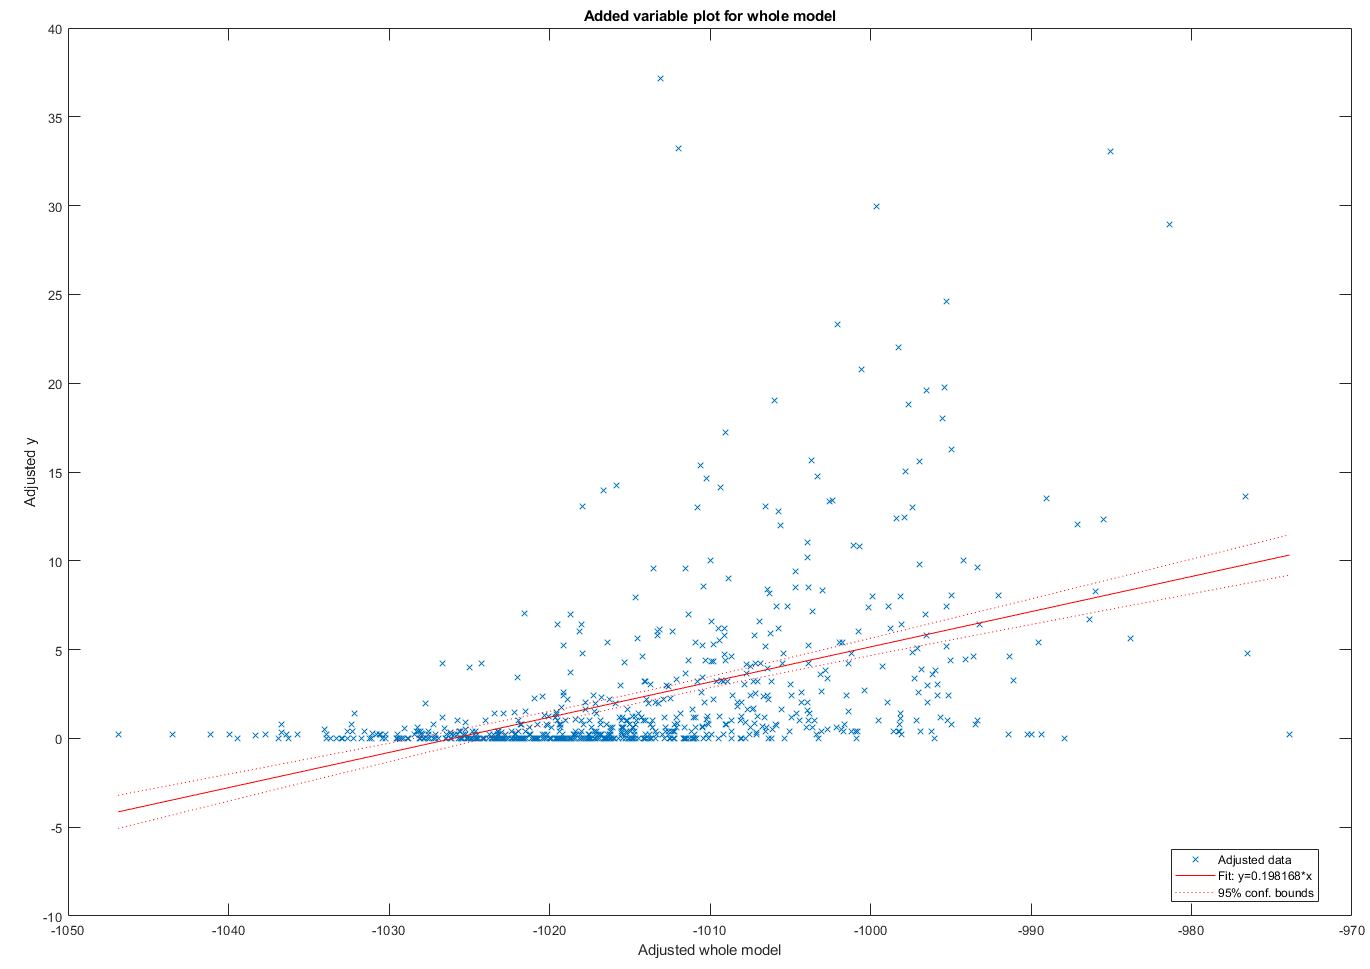 Added variable plot for whole model
40
35
30
25
20
15
10
5
0
-5
-10
Adjusted y
-1050 -1040 -1030 -1020 -1010 -1000 -990 -980 -970
Adjusted whole model
Adjusted data
Fit: y=0.198168*x
95% conf. bounds